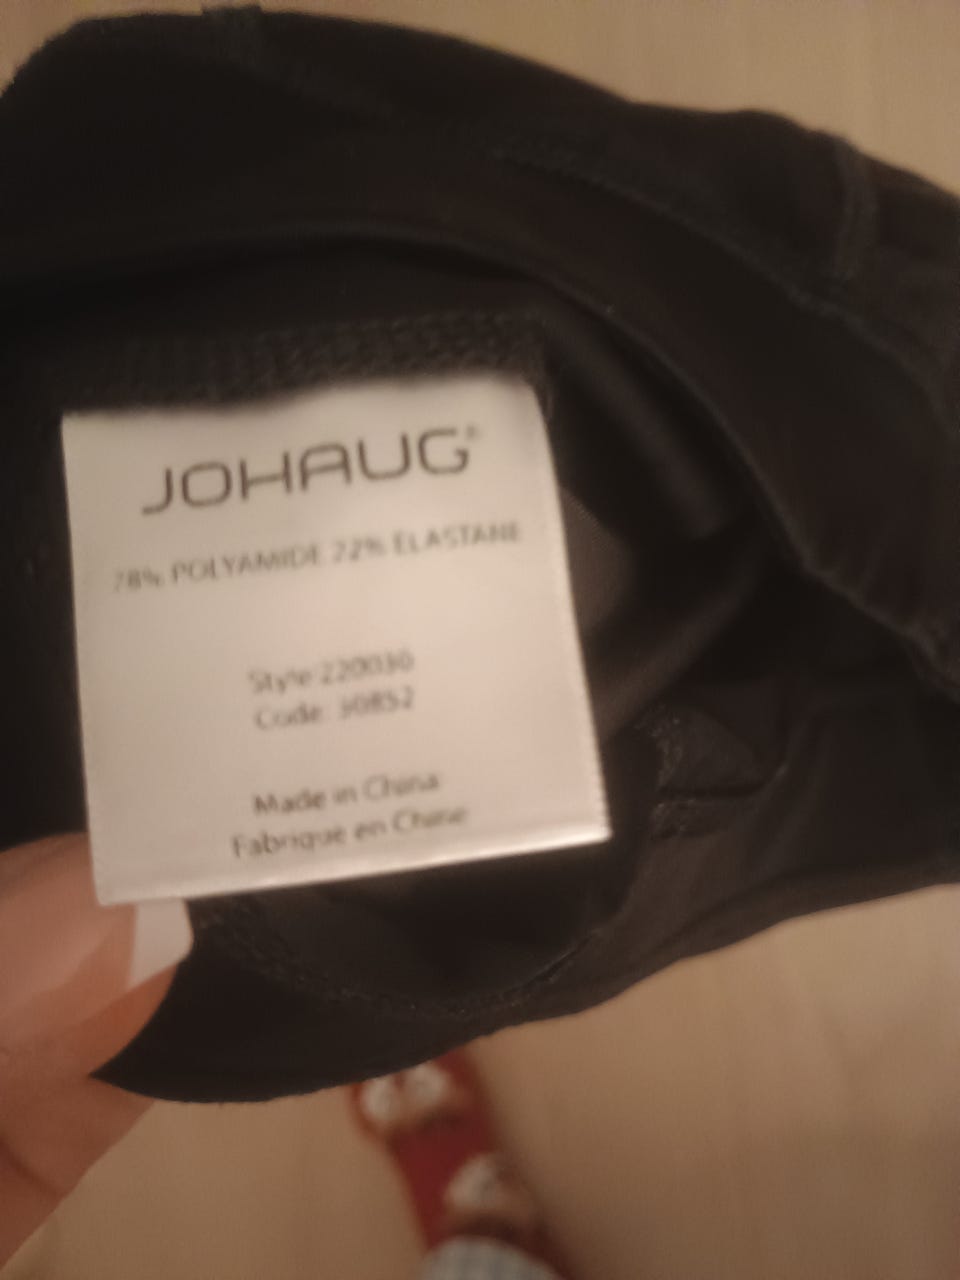 JOHAUG®
78% POLYAMIDE 22% ELASTANE
Style:220030
Code: 30852
Made in China
Fabriqué en Chine